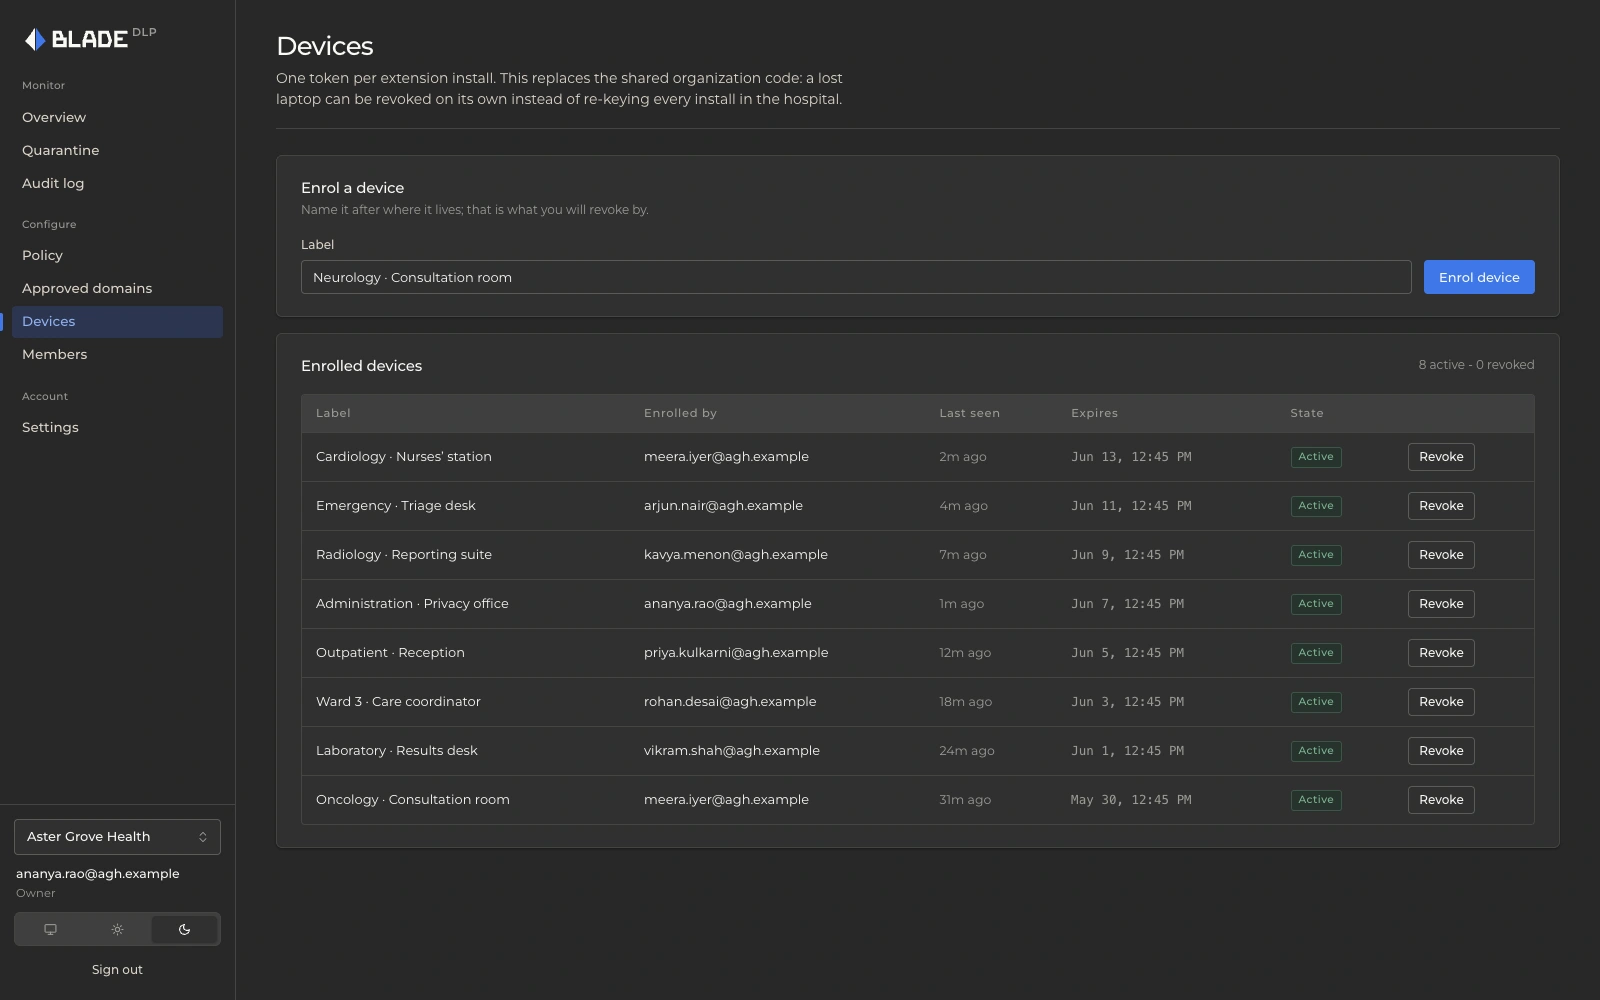 BLADE DLP
Monitor
Overview
Quarantine
Audit log
Configure
Policy
Approved domains
Devices
Members
Account
Settings
Aster Grove Health
ananya.rao@agh.example
Owner
Sign out
Devices
One token per extension install. This replaces the shared organization code: a lost
laptop can be revoked on its own instead of re-keying every install in the hospital.
Enrol a device
Name it after where it lives; that is what you will revoke by.
Label
Neurology · Consultation room
Enrol device
Enrolled devices
8 active - 0 revoked
Label Enrolled by Last seen Expires State
Cardiology · Nurses’ station meera.iyer@agh.example 2m ago Jun 13, 12:45 PM Active Revoke
Emergency · Triage desk arjun.nair@agh.example 4m ago Jun 11, 12:45 PM Active Revoke
Radiology · Reporting suite kavya.menon@agh.example 7m ago Jun 9, 12:45 PM Active Revoke
Administration · Privacy office ananya.rao@agh.example 1m ago Jun 7, 12:45 PM Active Revoke
Outpatient · Reception priya.kulkarni@agh.example 12m ago Jun 5, 12:45 PM Active Revoke
Ward 3 · Care coordinator rohan.desai@agh.example 18m ago Jun 3, 12:45 PM Active Revoke
Laboratory · Results desk vikram.shah@agh.example 24m ago Jun 1, 12:45 PM Active Revoke
Oncology · Consultation room meera.iyer@agh.example 31m ago May 30, 12:45 PM Active Revoke